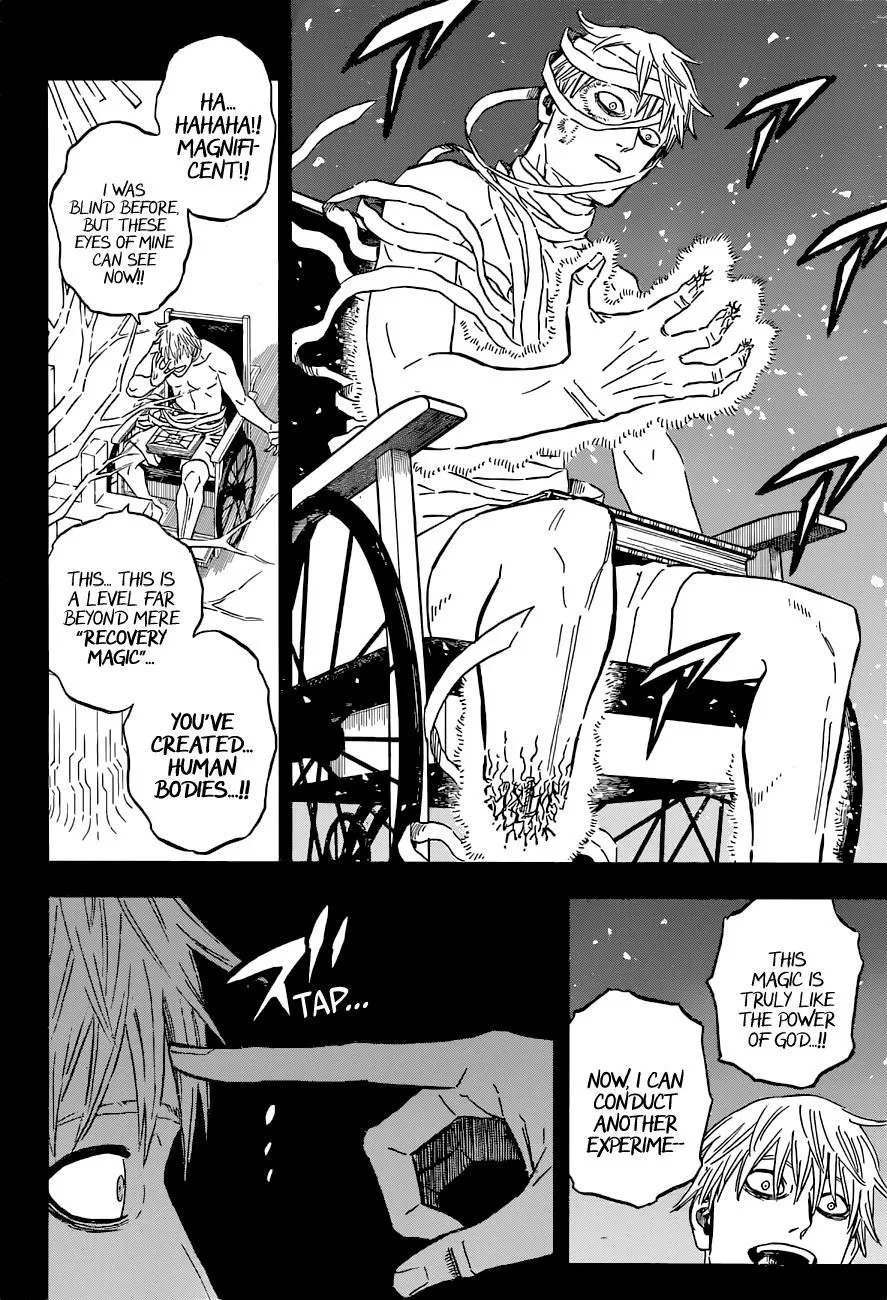 HA...
HAHAHA!!
MAGNIFI-
CENT!!
I WAS
BLIND BEFORE,
BUT THESE
EYES OF MINE
CAN SEE
NOW!!
THIS... THIS IS
A LEVEL FAR
BEYOND MERE
"RECOVERY
MAGIC"...
YOU'VE
CREATED...
HUMAN
BODIES...!!
THIS
MAGIC IS
TRULY LIKE
THE POWER
OF GOD...!!
NOW, I CAN
CONDUCT
ANOTHER
EXPERIME--
ズッ
TAP...
...